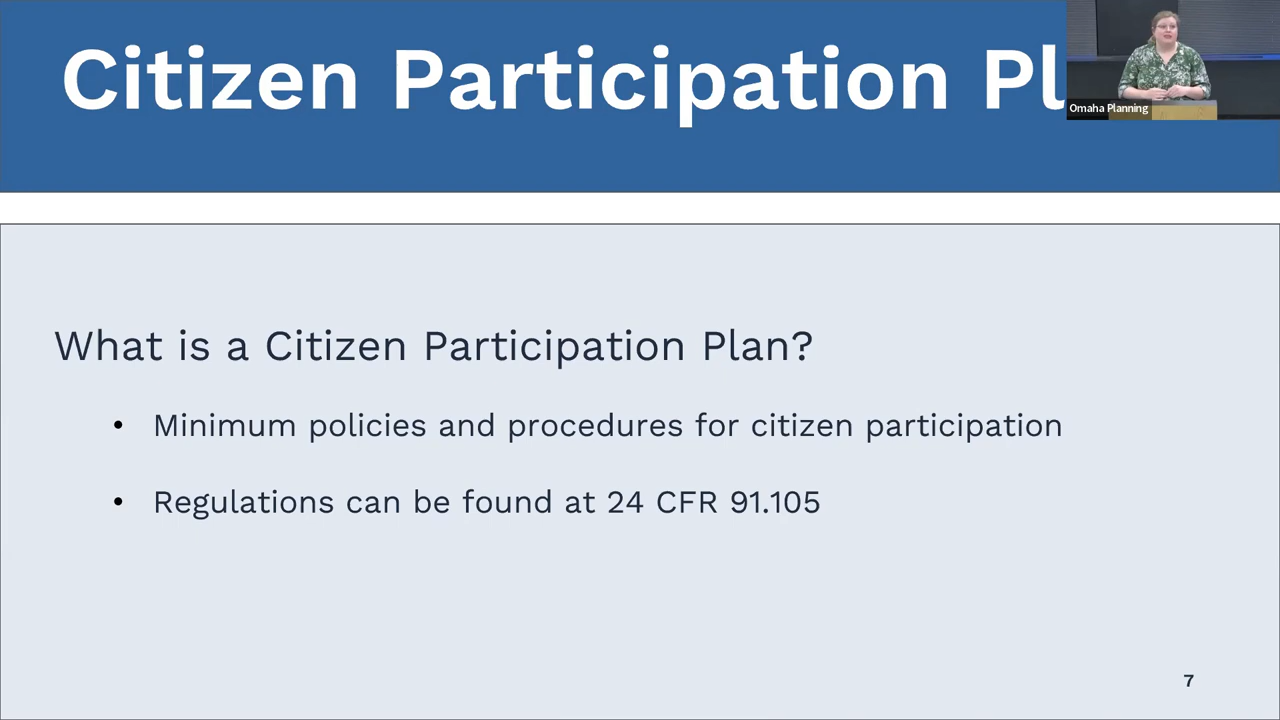 Citizen Participation Pl
Omaha Planning
What is a Citizen Participation Plan?
• Minimum policies and procedures for citizen participation
• Regulations can be found at 24 CFR 91.105
7